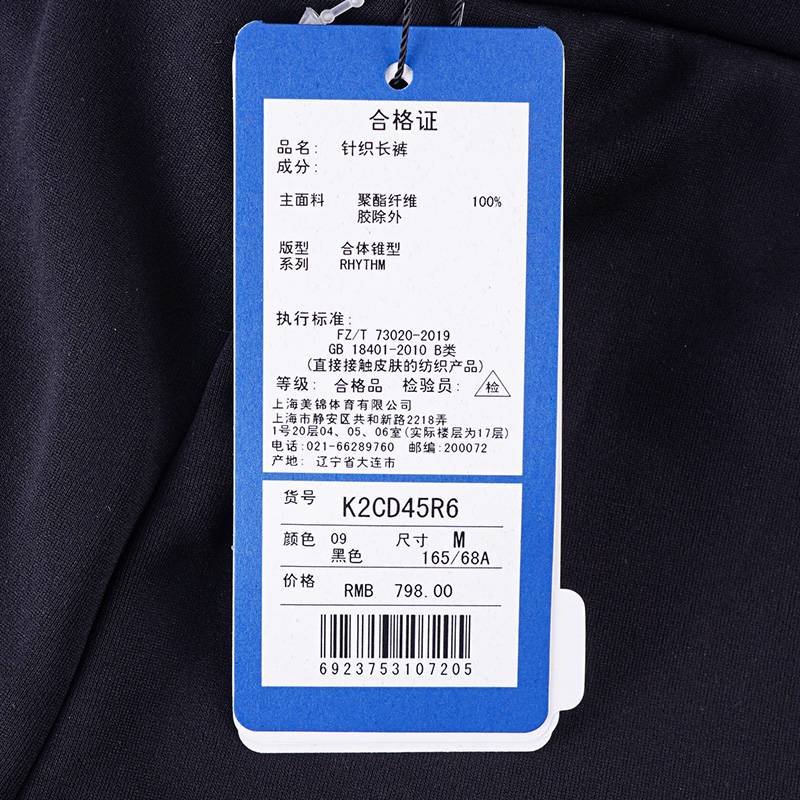 合格证
品名: 针织长裤
成分:
主面料 聚酯纤维 100%
胶除外
版型 合体锥型
系列 RHYTHM
执行标准:
FZ/T 73020-2019
GB 18401-2010 B类
(直接接触皮肤的纺织产品)
等级: 合格品 检验员: 检
上海美锦体育有限公司
上海市静安区共和新路2218弄
1号20层04、05、06室(实际楼层为17层)
电话:021-66289760 邮编:200072
产地: 辽宁省大连市
货号 K2CD45R6
颜色 09 尺寸 M
黑色 165/68A
价格 RMB 798.00
6923753107205